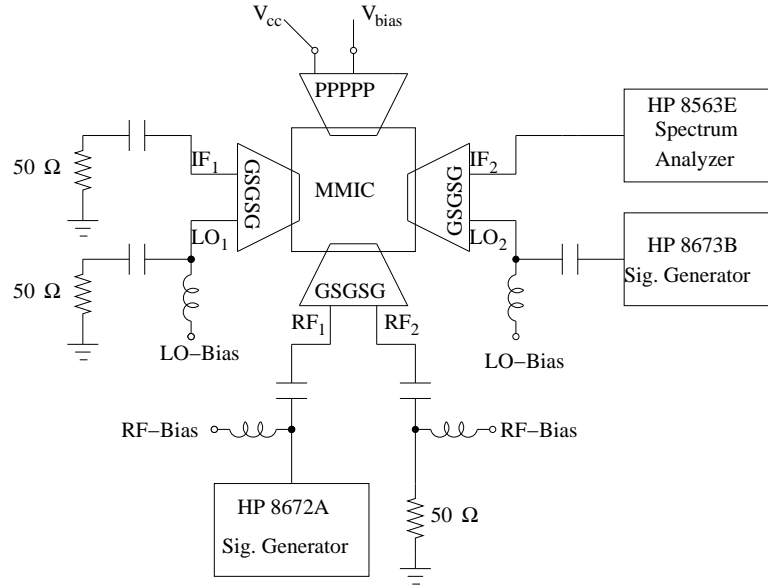 V_cc
V_bias
PPPPP
HP 8563E
Spectrum
Analyzer
50 Ω
IF_1
GSGSG
MMIC
GSGSG
IF_2
LO_1
LO_2
HP 8673B
Sig. Generator
50 Ω
GSGSG
RF_1
RF_2
LO−Bias
LO−Bias
RF−Bias
RF−Bias
HP 8672A
Sig. Generator
50 Ω